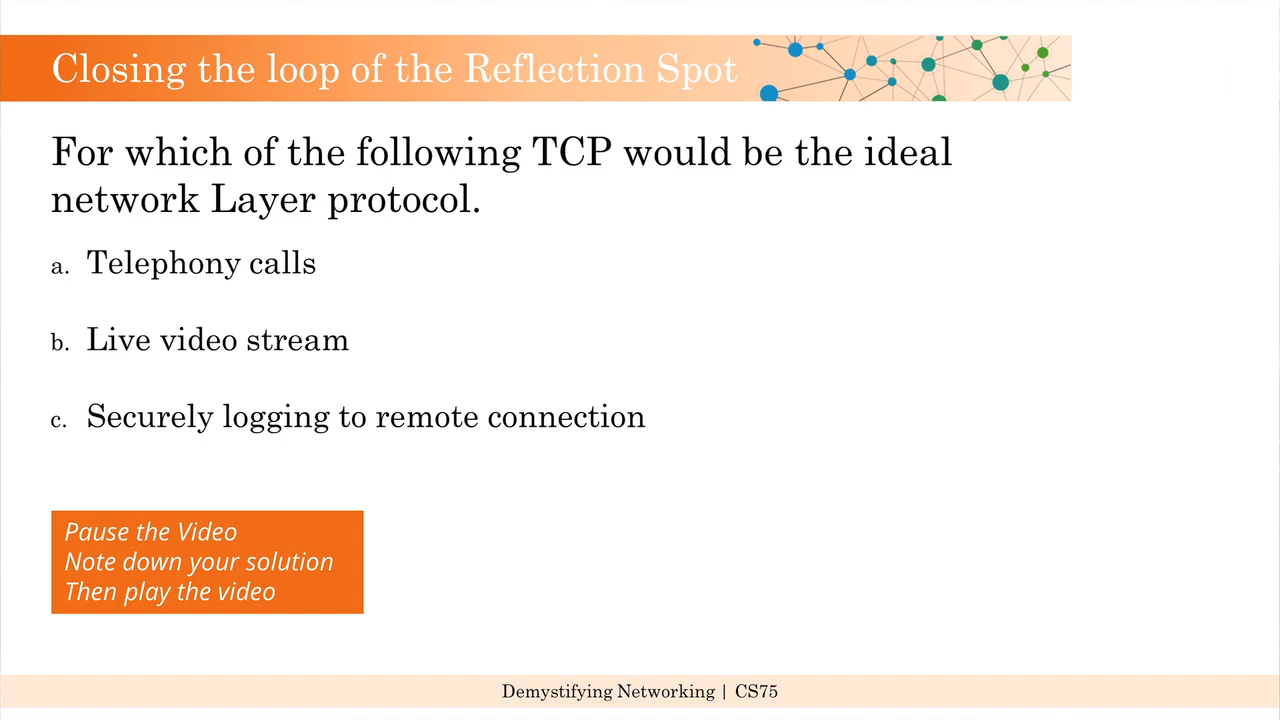 Closing the loop of the Reflection Spot
For which of the following TCP would be the ideal
network Layer protocol.
a. Telephony calls
b. Live video stream
c. Securely logging to remote connection
Pause the Video
Note down your solution
Then play the video
Demystifying Networking | CS75